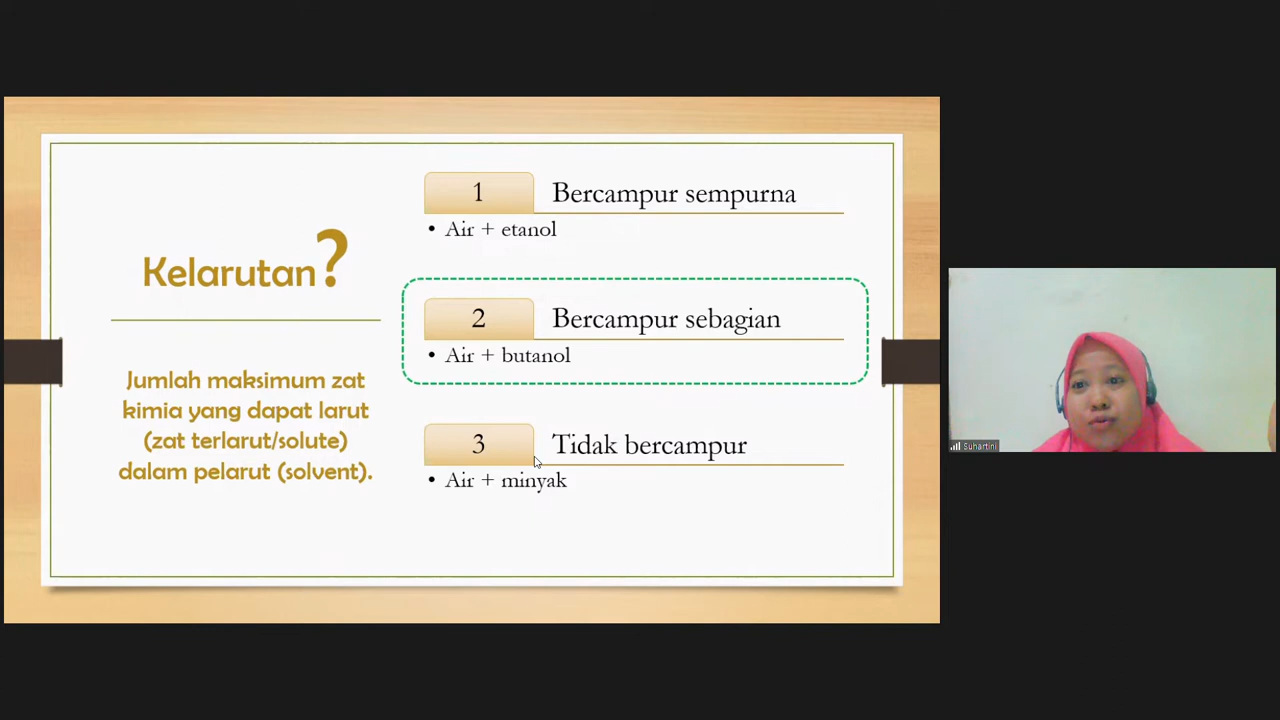 Kelarutan?
Jumlah maksimum zat
kimia yang dapat larut
(zat terlarut/solute)
dalam pelarut (solvent).
1
Bercampur sempurna
• Air + etanol
2
Bercampur sebagian
• Air + butanol
3
Tidak bercampur
• Air + minyak
Suhartini